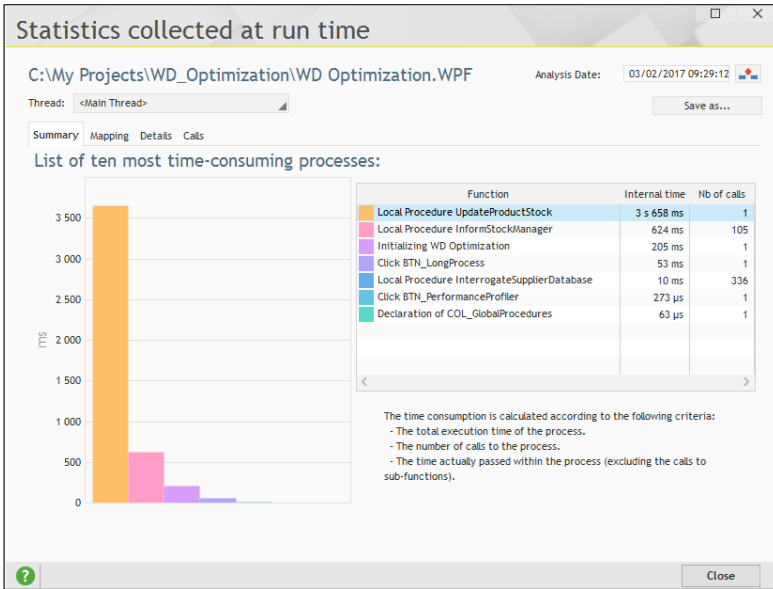 Statistics collected at run time
C:\My Projects\WD_Optimization\WD Optimization.WPF
Analysis Date: 03/02/2017 09:29:12
Thread: <Main Thread>
Save as...
Summary Mapping Details Calls
List of ten most time-consuming processes:
3 500
3 000
2 500
2 000
1 500
1 000
500
0
ms
Function Internal time Nb of calls
Local Procedure UpdateProductStock 3 s 658 ms 1
Local Procedure InformStockManager 624 ms 105
Initializing WD Optimization 205 ms 1
Click BTN_LongProcess 53 ms 1
Local Procedure InterrogateSupplierDatabase 10 ms 336
Click BTN_PerformanceProfiler 273 µs 1
Declaration of COL_GlobalProcedures 63 µs 1
The time consumption is calculated according to the following criteria:
- The total execution time of the process.
- The number of calls to the process.
- The time actually passed within the process (excluding the calls to
sub-functions).
?
Close